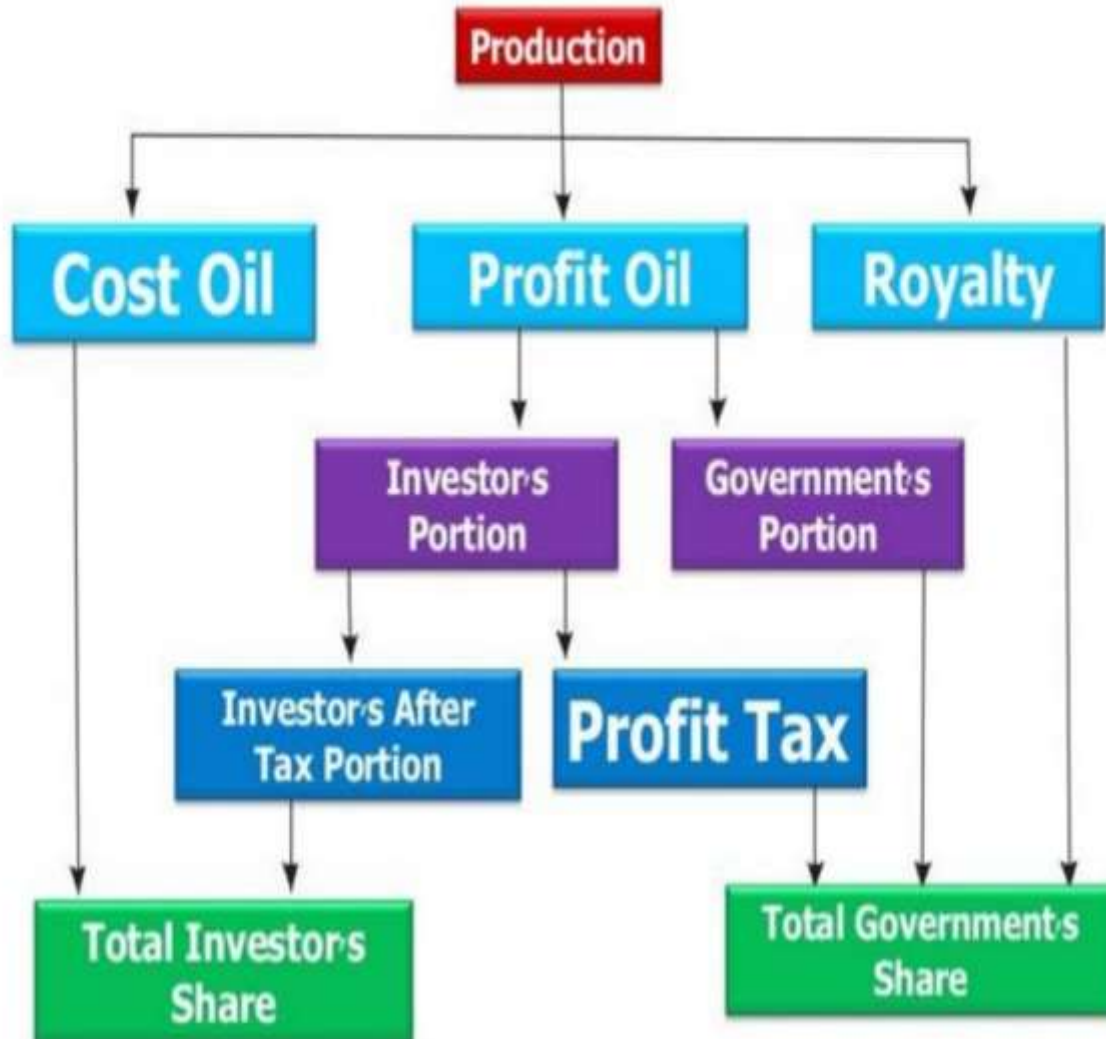 Production
Cost Oil
Profit Oil
Royalty
Investor's
Portion
Government's
Portion
Investor's After
Tax Portion
Profit Tax
Total Investor's
Share
Total Government's
Share